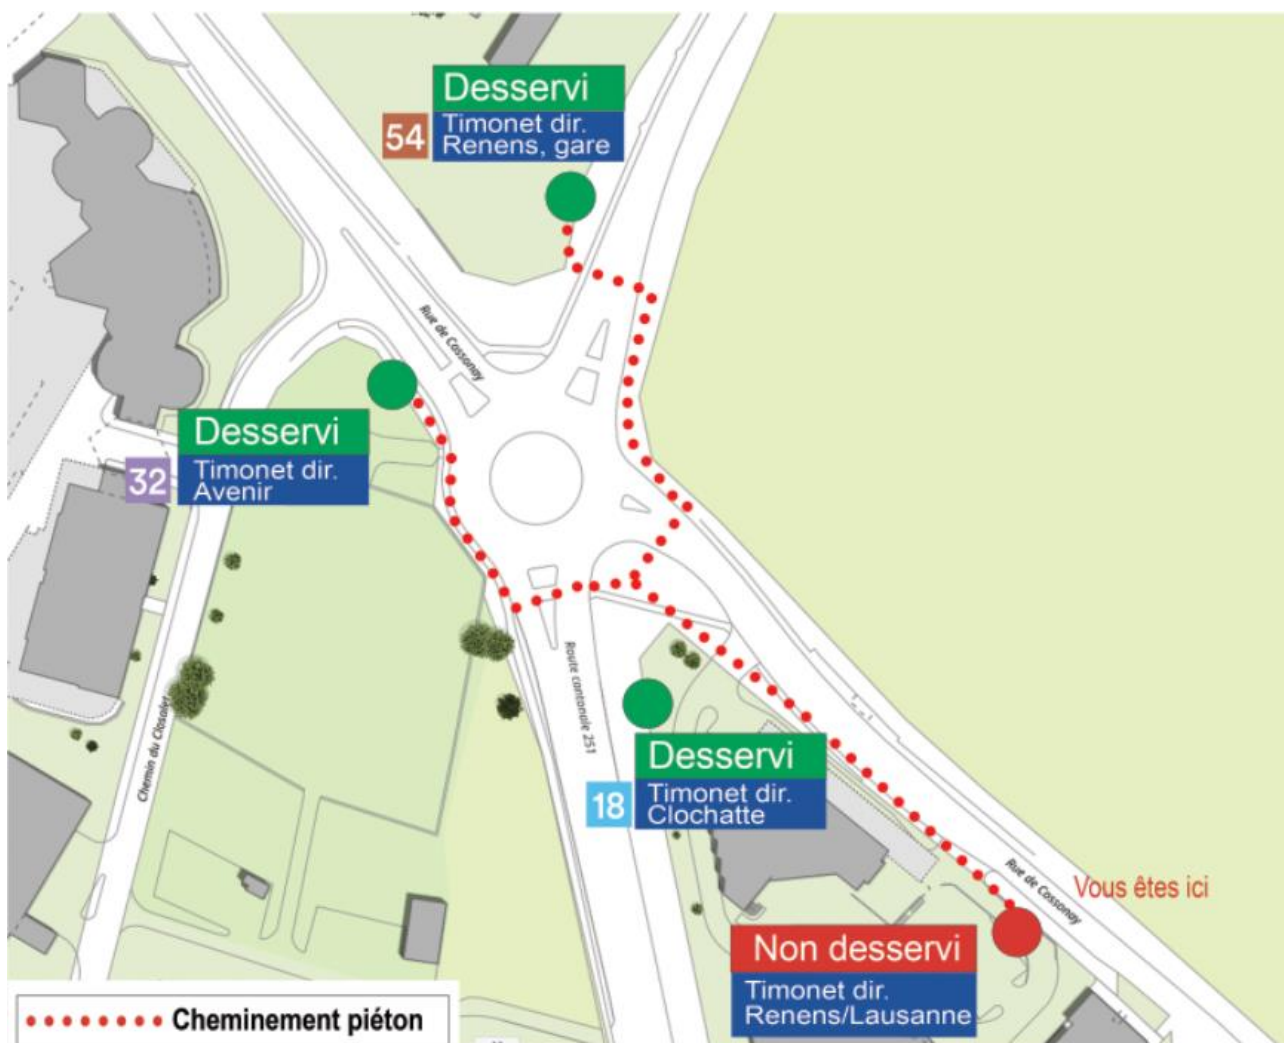 Desservi
54
Timonet dir.
Renens, gare
Rue de Cossonay
Desservi
32
Timonet dir.
Avenir
Route cantonale 251
Chemin du Closalet
Desservi
18
Timonet dir.
Clochatte
Rue de Cossonay
Vous êtes ici
Non desservi
Timonet dir.
Renens/Lausanne
Cheminement piéton